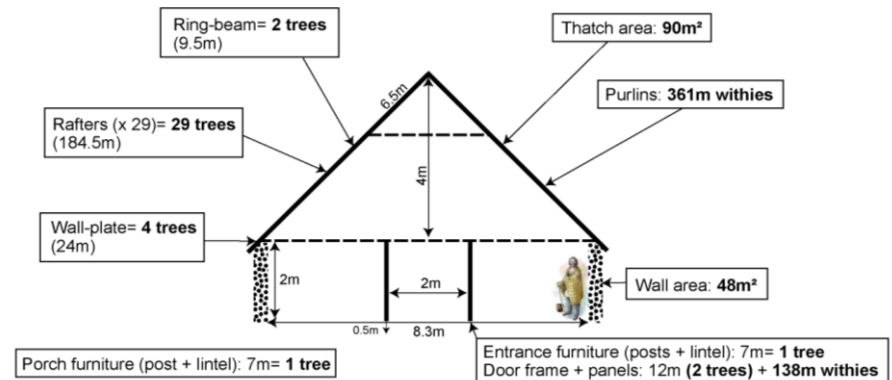 Ring-beam= 2 trees
(9.5m)
Thatch area: 90m²
6.5m
Purlins: 361m withies
Rafters (x 29)= 29 trees
(184.5m)
4m
Wall-plate= 4 trees
(24m)
2m
2m
Wall area: 48m²
0.5m
8.3m
Porch furniture (post + lintel): 7m= 1 tree
Entrance furniture (posts + lintel): 7m= 1 tree
Door frame + panels: 12m (2 trees) + 138m withies